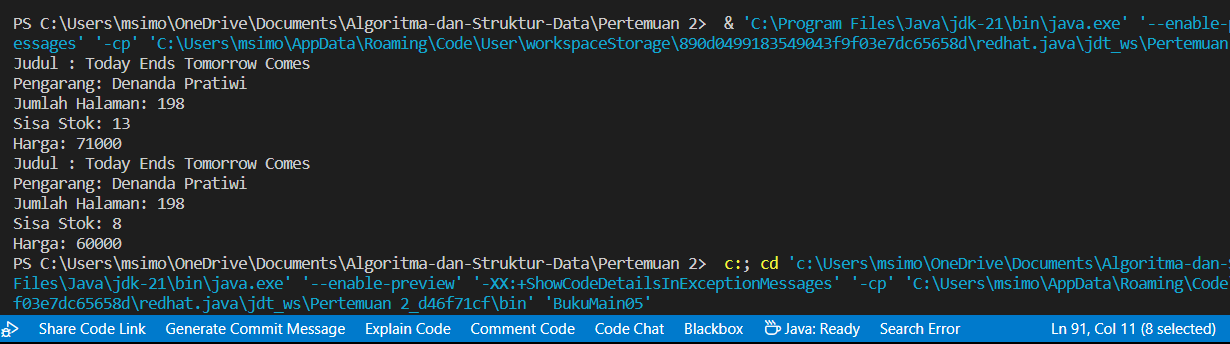 PS C:\Users\msimo\OneDrive\Documents\Algoritma-dan-Struktur-Data\Pertemuan 2>  & 'C:\Program Files\Java\jdk-21\bin\java.exe' '--enable-p
essages' '-cp' 'C:\Users\msimo\AppData\Roaming\Code\User\workspaceStorage\890d0499183549043f9f03e7dc65658d\redhat.java\jdt_ws\Pertemuan
Judul : Today Ends Tomorrow Comes
Pengarang: Denanda Pratiwi
Jumlah Halaman: 198
Sisa Stok: 13
Harga: 71000
Judul : Today Ends Tomorrow Comes
Pengarang: Denanda Pratiwi
Jumlah Halaman: 198
Sisa Stok: 8
Harga: 60000
PS C:\Users\msimo\OneDrive\Documents\Algoritma-dan-Struktur-Data\Pertemuan 2>  c:; cd 'c:\Users\msimo\OneDrive\Documents\Algoritma-dan-S
Files\Java\jdk-21\bin\java.exe' '--enable-preview' '-XX:+ShowCodeDetailsInExceptionMessages' '-cp' 'C:\Users\msimo\AppData\Roaming\Code
f03e7dc65658d\redhat.java\jdt_ws\Pertemuan 2_d46f71cf\bin' 'BukuMain05'
Share Code Link Generate Commit Message Explain Code Comment Code Code Chat Blackbox Java: Ready Search Error Ln 91, Col 11 (8 selected)